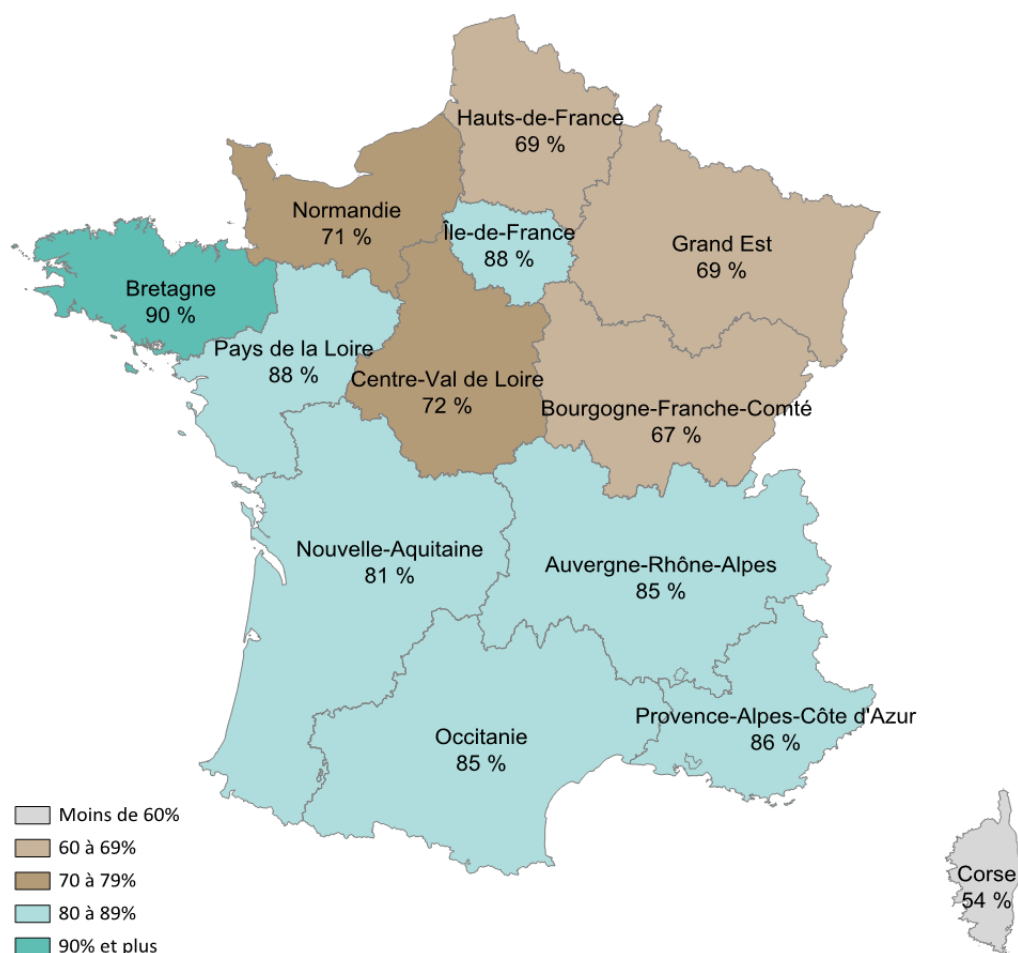 Hauts-de-France
69 %
Normandie
71 %
Île-de-France
88 %
Grand Est
69 %
Bretagne
90 %
Pays de la Loire
88 %
Centre-Val de Loire
72 %
Bourgogne-Franche-Comté
67 %
Nouvelle-Aquitaine
81 %
Auvergne-Rhône-Alpes
85 %
Occitanie
85 %
Provence-Alpes-Côte d'Azur
86 %
Corse
54 %
Moins de 60%
60 à 69%
70 à 79%
80 à 89%
90% et plus